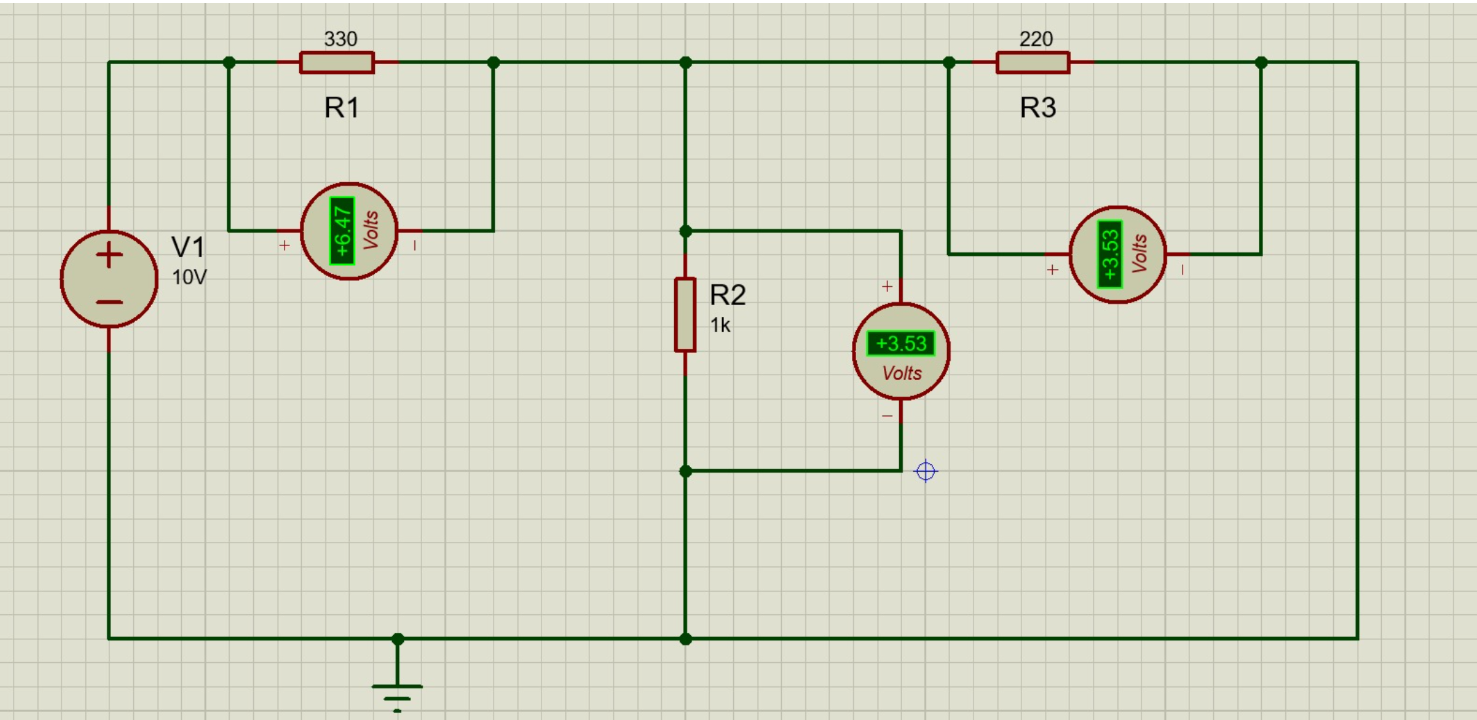 330
R1
220
R3
+6.47
Volts
+
-
V1
10V
+3.53
Volts
+
-
R2
1k
+
+3.53
Volts
-